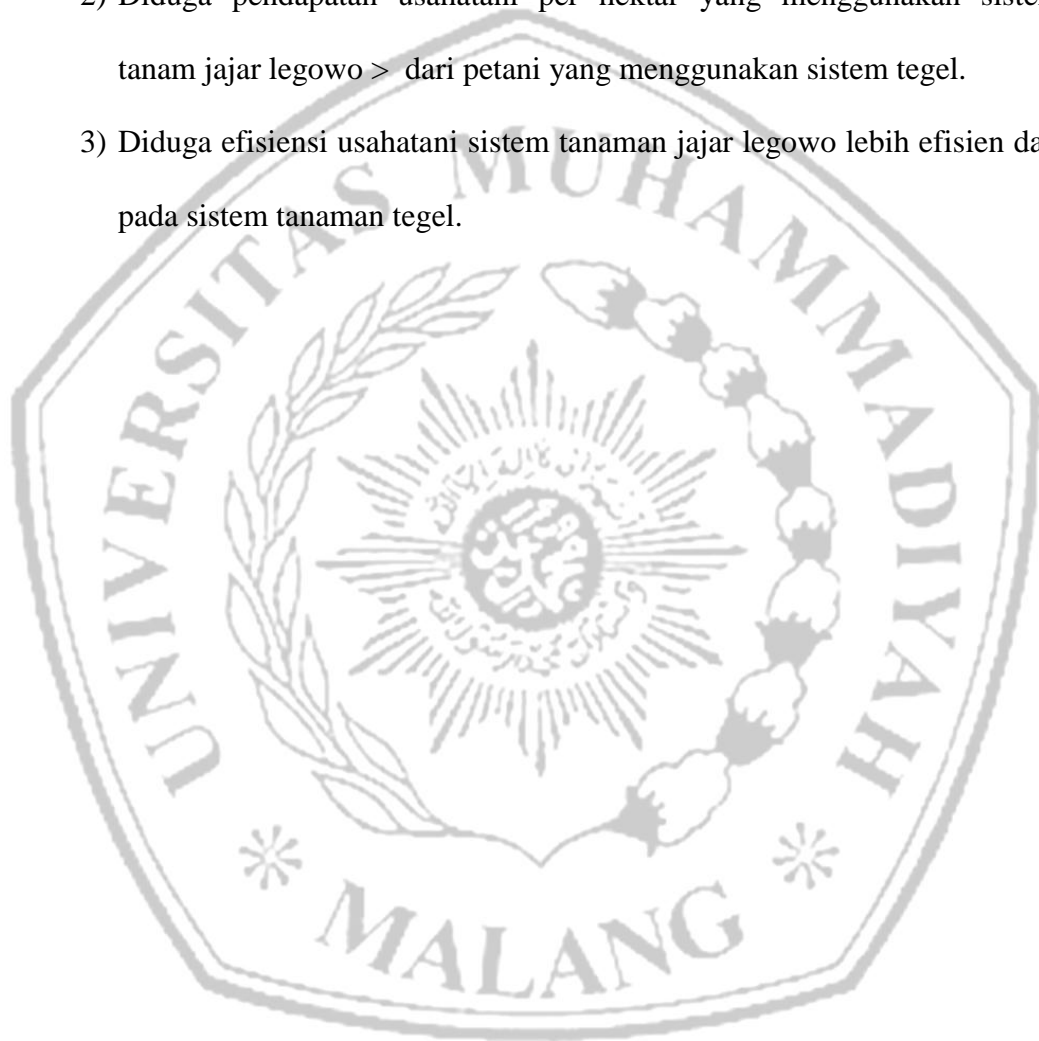 2) Diduga pendapatan usahatani per hektar yang menggunakan sistem
tanam jajar legowo > dari petani yang menggunakan sistem tegel.
3) Diduga efisiensi usahatani sistem tanaman jajar legowo lebih efisien da
pada sistem tanaman tegel.
UNIVERSITAS MUHAMMADIYAH
MALANG